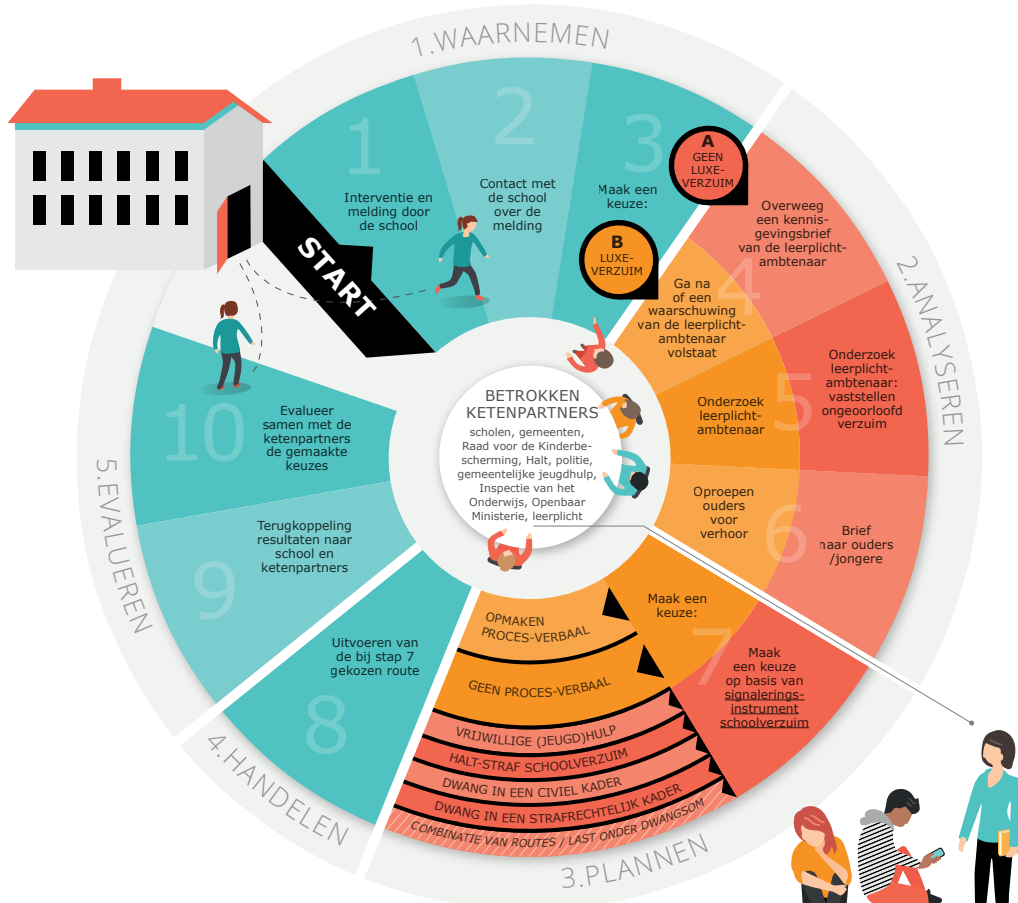 1.WAARNEMEN
START
1
Interventie en
melding door
de school
2
Contact met
de school
over de
melding
3
Maak een
keuze:
A
GEEN
LUXE-
VERZUIM
B
LUXE-
VERZUIM
2.ANALYSEREN
4
Overweeg
een kennis-
gevingsbrief
van de leerplicht-
ambtenaar
Ga na
of een
waarschuwing
van de leerplicht-
ambtenaar
volstaat
5
Onderzoek
leerplicht-
ambtenaar:
vaststellen
ongeoorloofd
verzuim
Onderzoek
leerplicht-
ambtenaar
6
Brief
naar ouders
/jongere
Oproepen
ouders
voor
verhoor
3.PLANNEN
7
Maak een
keuze:
Maak
een keuze
op basis van
signalerings-
instrument
schoolverzuim
OPMAKEN
PROCES-VERBAAL
GEEN PROCES-VERBAAL
VRIJWILLIGE (JEUGD)HULP
HALT-STRAF SCHOOLVERZUIM
DWANG IN EEN CIVIEL KADER
DWANG IN EEN STRAFRECHTELIJK KADER
COMBINATIE VAN ROUTES / LAST ONDER DWANGSOM
4.HANDELEN
8
Uitvoeren van
de bij stap 7
gekozen route
5.EVALUEREN
9
Terugkoppeling
resultaten naar
school en
ketenpartners
10
Evalueer
samen met de
ketenpartners
de gemaakte
keuzes
BETROKKEN
KETENPARTNERS
scholen, gemeenten,
Raad voor de Kinderbe-
scherming, Halt, politie,
gemeentelijke jeugdhulp,
Inspectie van het
Onderwijs, Openbaar
Ministerie, leerplicht